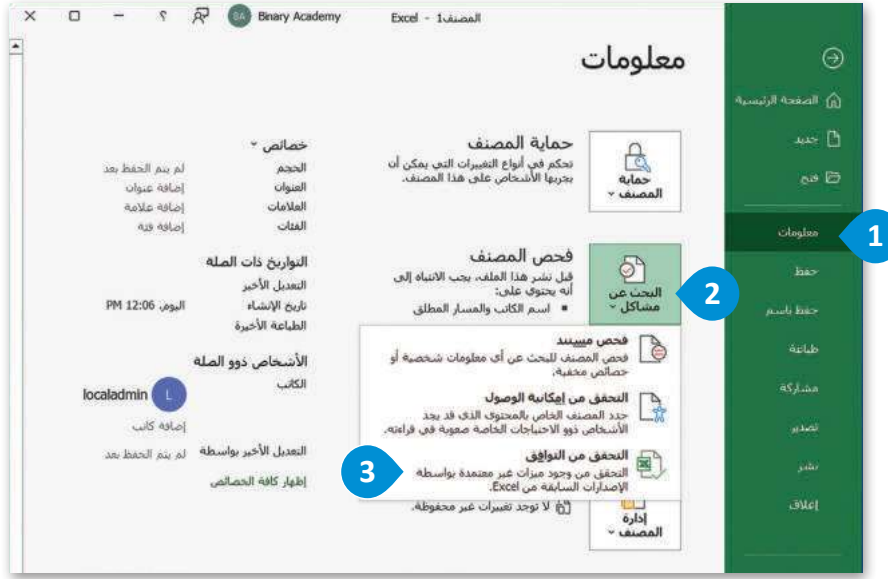 المصنف1 - Excel
Binary Academy
BA
؟
معلومات
الصفحة الرئيسية
جديد
فتح
معلومات
1
حفظ
حفظ باسم
طباعة
مشاركة
تصدير
نشر
إغلاق
حماية المصنف
حماية المصنف
تحكم في أنواع التغييرات التي يمكن أن
يجريها الأشخاص على هذا المصنف.
البحث عن
مشاكل
2
فحص المصنف
قبل نشر هذا الملف، يجب الانتباه إلى
أنه يحتوي على:
▪ اسم الكاتب والمسار المطلق
فحص مستند
فحص المصنف للبحث عن أي معلومات شخصية أو
خصائص مخفية.
التحقق من إمكانية الوصول
حدد المصنف الخاص بالمحتوى الذي قد يجد
الأشخاص ذوو الاحتياجات الخاصة صعوبة في قراءته.
3
التحقق من التوافق
التحقق من وجود ميزات غير معتمدة بواسطة
الإصدارات السابقة من Excel.
إدارة
المصنف
لا توجد تغييرات غير محفوظة.
خصائص
الحجم لم يتم الحفظ بعد
العنوان إضافة عنوان
العلامات إضافة علامة
الفئات إضافة فئة
التواريخ ذات الصلة
التعديل الأخير
تاريخ الإنشاء اليوم، 12:06 PM
الطباعة الأخيرة
الأشخاص ذوو الصلة
الكاتب
L localadmin
إضافة كاتب
التعديل الأخير بواسطة لم يتم الحفظ بعد
إظهار كافة الخصائص